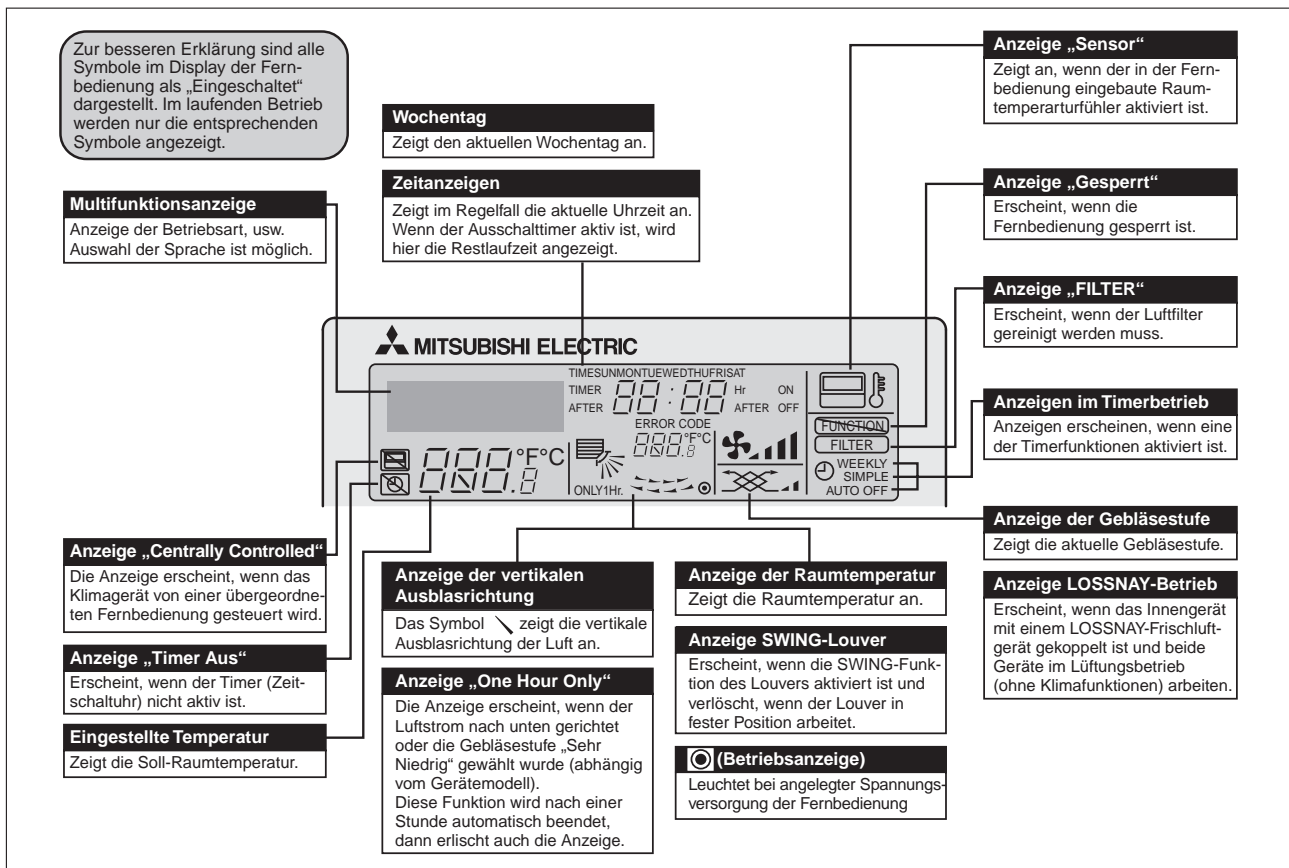 Zur besseren Erklärung sind alle
Symbole im Display der Fern-
bedienung als „Eingeschaltet“
dargestellt. Im laufenden Betrieb
werden nur die entsprechenden
Symbole angezeigt.
Multifunktionsanzeige
Anzeige der Betriebsart, usw.
Auswahl der Sprache ist möglich.
Wochentag
Zeigt den aktuellen Wochentag an.
Zeitanzeigen
Zeigt im Regelfall die aktuelle Uhrzeit an.
Wenn der Ausschalttimer aktiv ist, wird
hier die Restlaufzeit angezeigt.
Anzeige „Sensor“
Zeigt an, wenn der in der Fern-
bedienung eingebaute Raum-
temperarturfühler aktiviert ist.
Anzeige „Gesperrt“
Erscheint, wenn die
Fernbedienung gesperrt ist.
Anzeige „FILTER“
Erscheint, wenn der Luftfilter
gereinigt werden muss.
Anzeigen im Timerbetrieb
Anzeigen erscheinen, wenn eine
der Timerfunktionen aktiviert ist.
Anzeige der Gebläsestufe
Zeigt die aktuelle Gebläsestufe.
Anzeige LOSSNAY-Betrieb
Erscheint, wenn das Innengerät
mit einem LOSSNAY-Frischluft-
gerät gekoppelt ist und beide
Geräte im Lüftungsbetrieb
(ohne Klimafunktionen) arbeiten.
MITSUBISHI ELECTRIC
TIMESUNMONTUEWEDTHUFRISAT
TIMER 88:88 Hr ON
AFTER AFTER OFF
ERROR CODE
888.8 °F°C
888.8 °F°C
ONLY1Hr.
FUNCTION
FILTER
WEEKLY
SIMPLE
AUTO OFF
Anzeige „Centrally Controlled“
Die Anzeige erscheint, wenn das
Klimagerät von einer übergeordne-
ten Fernbedienung gesteuert wird.
Anzeige „Timer Aus“
Erscheint, wenn der Timer (Zeit-
schaltuhr) nicht aktiv ist.
Eingestellte Temperatur
Zeigt die Soll-Raumtemperatur.
Anzeige der vertikalen
Ausblasrichtung
Das Symbol zeigt die vertikale
Ausblasrichtung der Luft an.
Anzeige „One Hour Only“
Die Anzeige erscheint, wenn der
Luftstrom nach unten gerichtet
oder die Gebläsestufe „Sehr
Niedrig“ gewählt wurde (abhängig
vom Gerätemodell).
Diese Funktion wird nach einer
Stunde automatisch beendet,
dann erlischt auch die Anzeige.
Anzeige der Raumtemperatur
Zeigt die Raumtemperatur an.
Anzeige SWING-Louver
Erscheint, wenn die SWING-Funk-
tion des Louvers aktiviert ist und
verlöscht, wenn der Louver in
fester Position arbeitet.
(Betriebsanzeige)
Leuchtet bei angelegter Spannungs-
versorgung der Fernbedienung